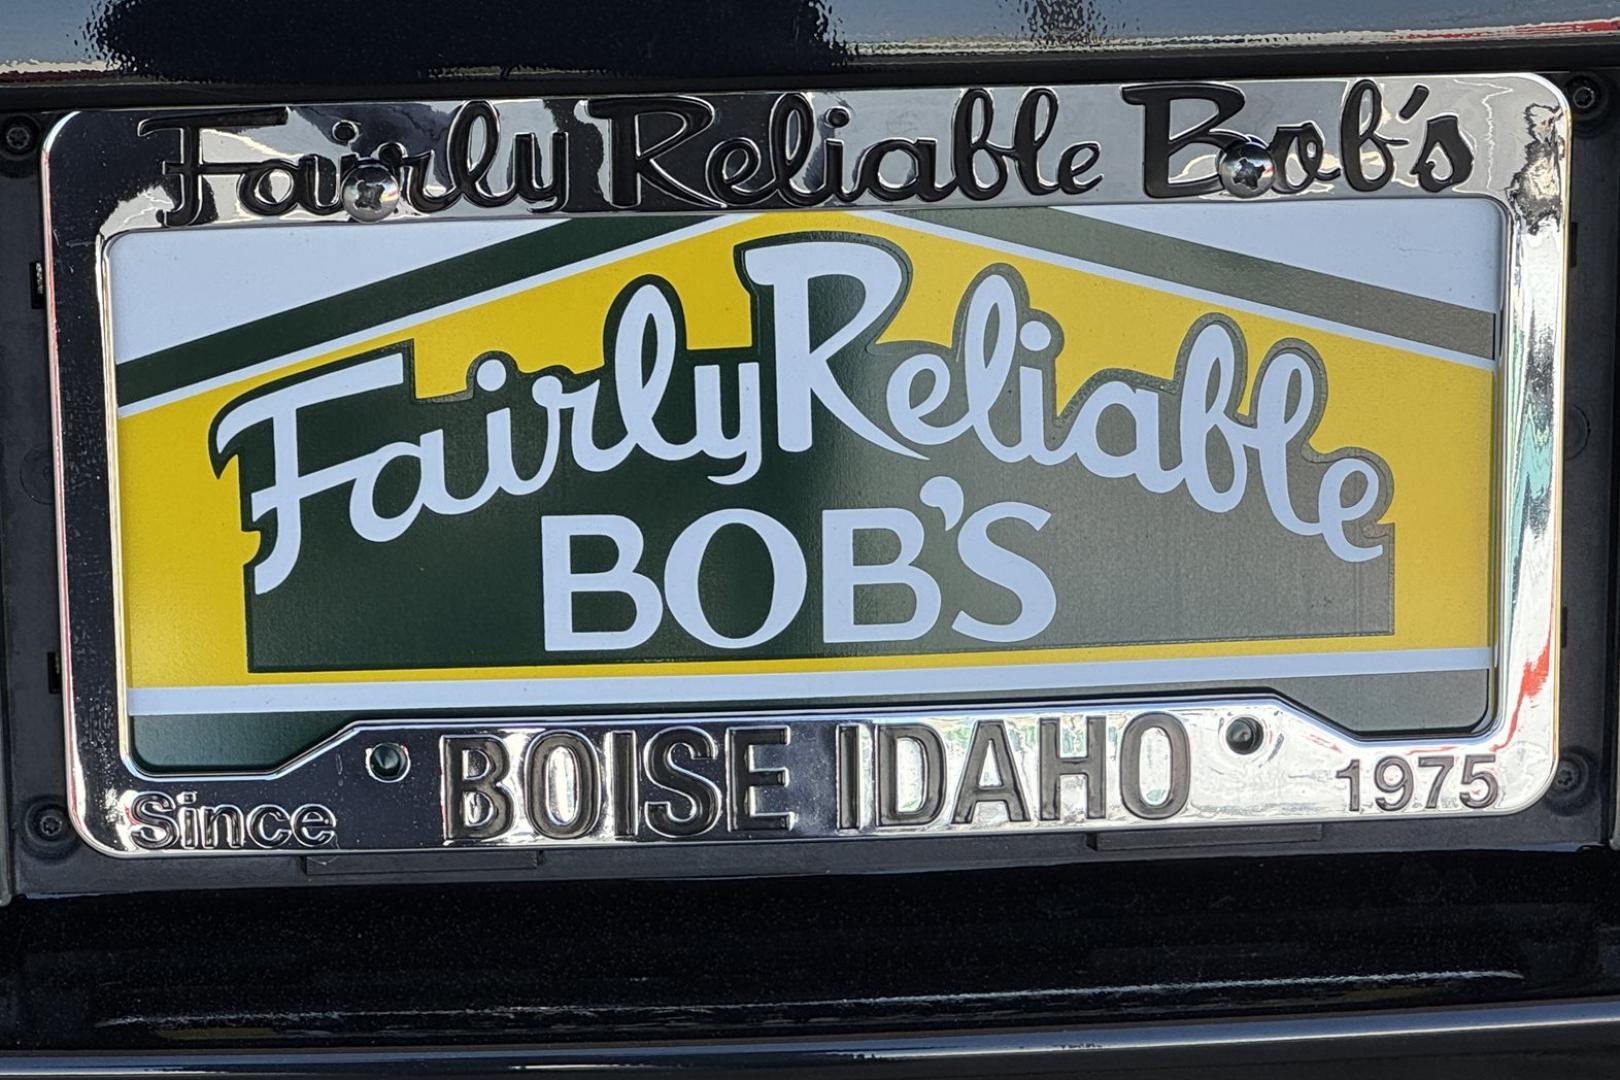 Fairly Reliable Bob's
Fairly Reliable
BOB'S
Since BOISE IDAHO 1975